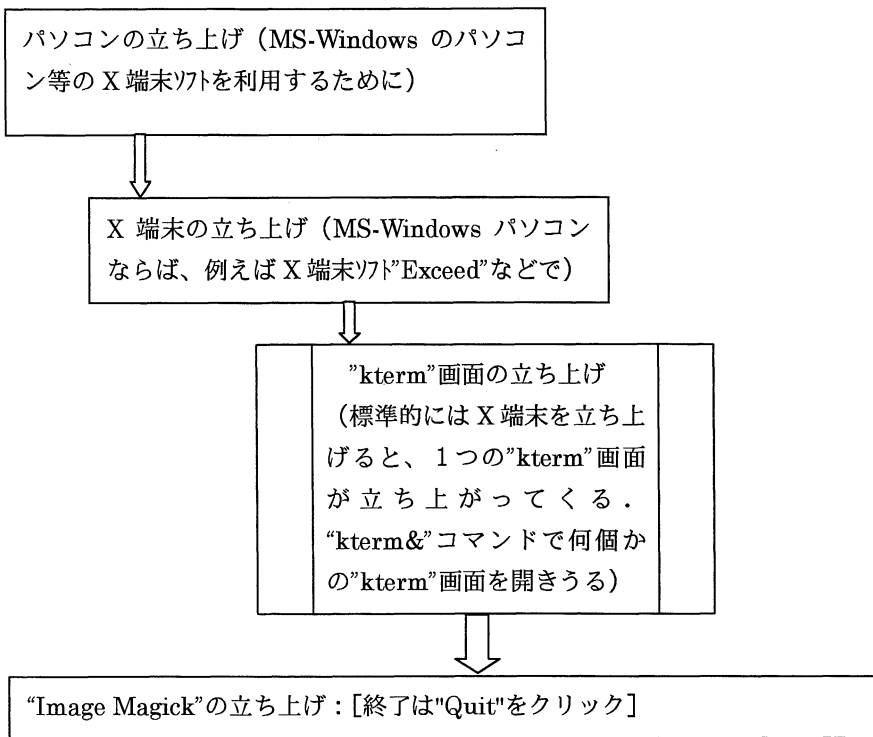 パソコンの立ち上げ（MS-Windows のパソコ
ン等の X 端末ｿﾌﾄを利用するために）
X 端末の立ち上げ（MS-Windows パソコン
ならば、例えば X 端末ｿﾌﾄ”Exceed”などで）
”kterm”画面の立ち上げ
（標準的には X 端末を立ち上
げると、１つの”kterm”画面
が立ち上がってくる．
“kterm&”コマンドで何個か
の”kterm”画面を開きうる）
“Image Magick”の立ち上げ：[終了は"Quit"をクリック]